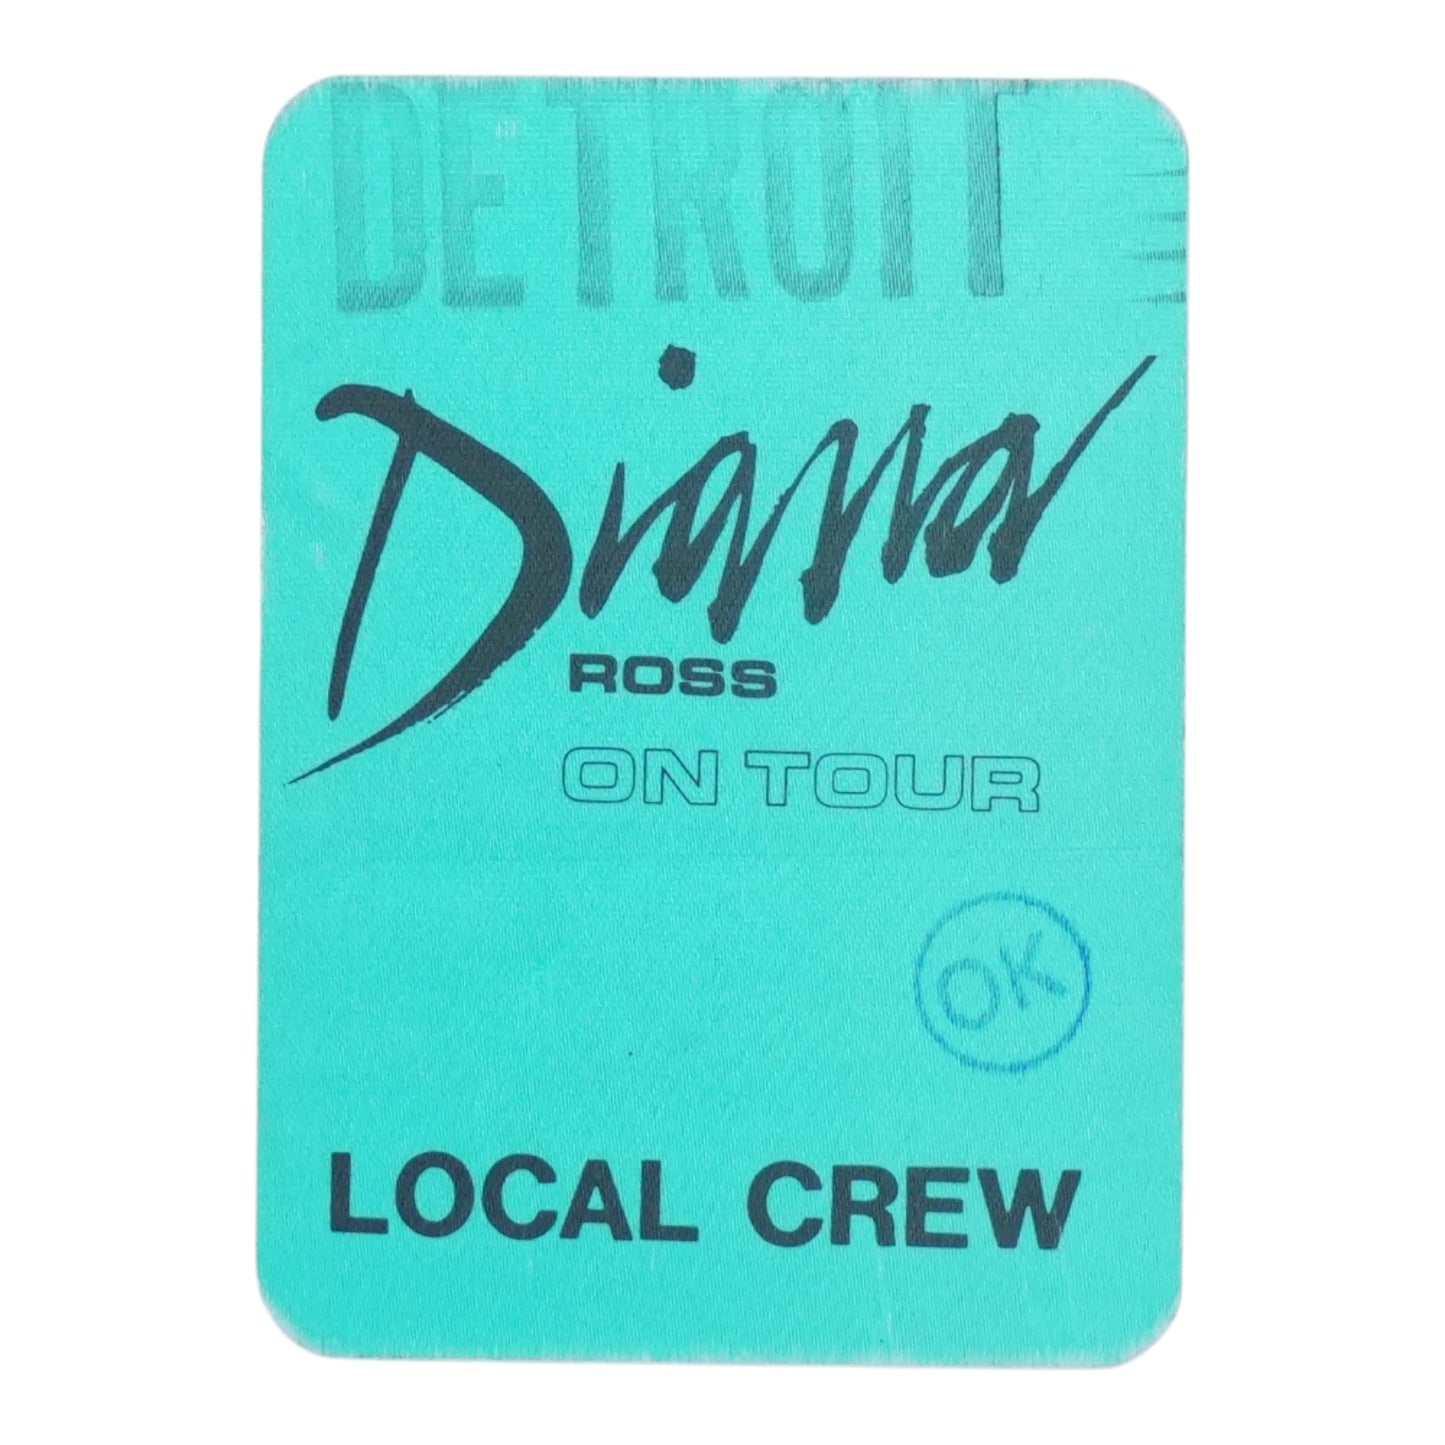 DETROIT
Diana
ROSS
ON TOUR
OK
LOCAL CREW